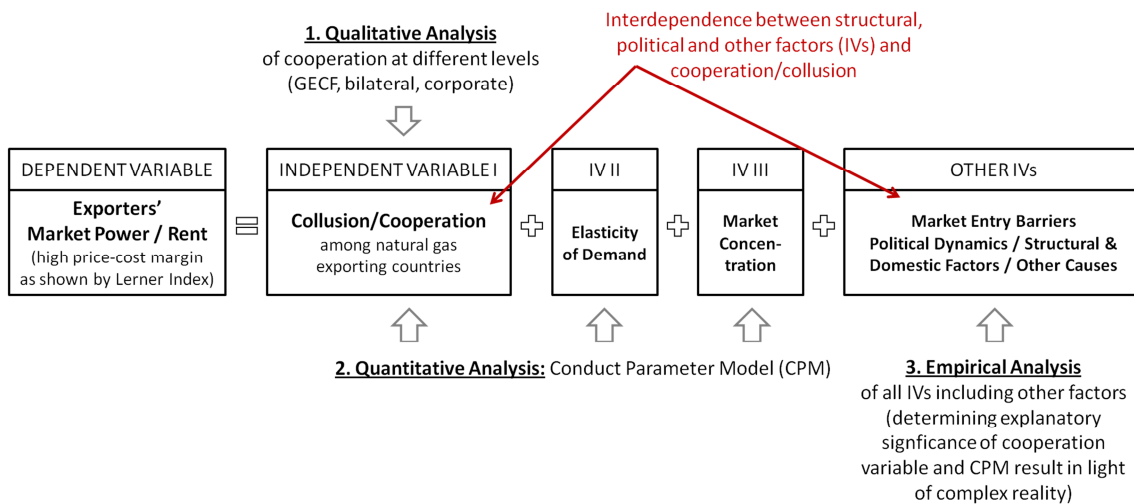 1. Qualitative Analysis
of cooperation at different levels
(GECF, bilateral, corporate)
Interdependence between structural,
political and other factors (IVs) and
cooperation/collusion
DEPENDENT VARIABLE
Exporters'
Market Power / Rent
(high price-cost margin
as shown by Lerner Index)
=
INDEPENDENT VARIABLE I
Collusion/Cooperation
among natural gas
exporting countries
+
IV II
Elasticity
of Demand
+
IV III
Market
Concen-
tration
+
OTHER IVs
Market Entry Barriers
Political Dynamics / Structural &
Domestic Factors / Other Causes
2. Quantitative Analysis: Conduct Parameter Model (CPM)
3. Empirical Analysis
of all IVs including other factors
(determining explanatory
signficance of cooperation
variable and CPM result in light
of complex reality)